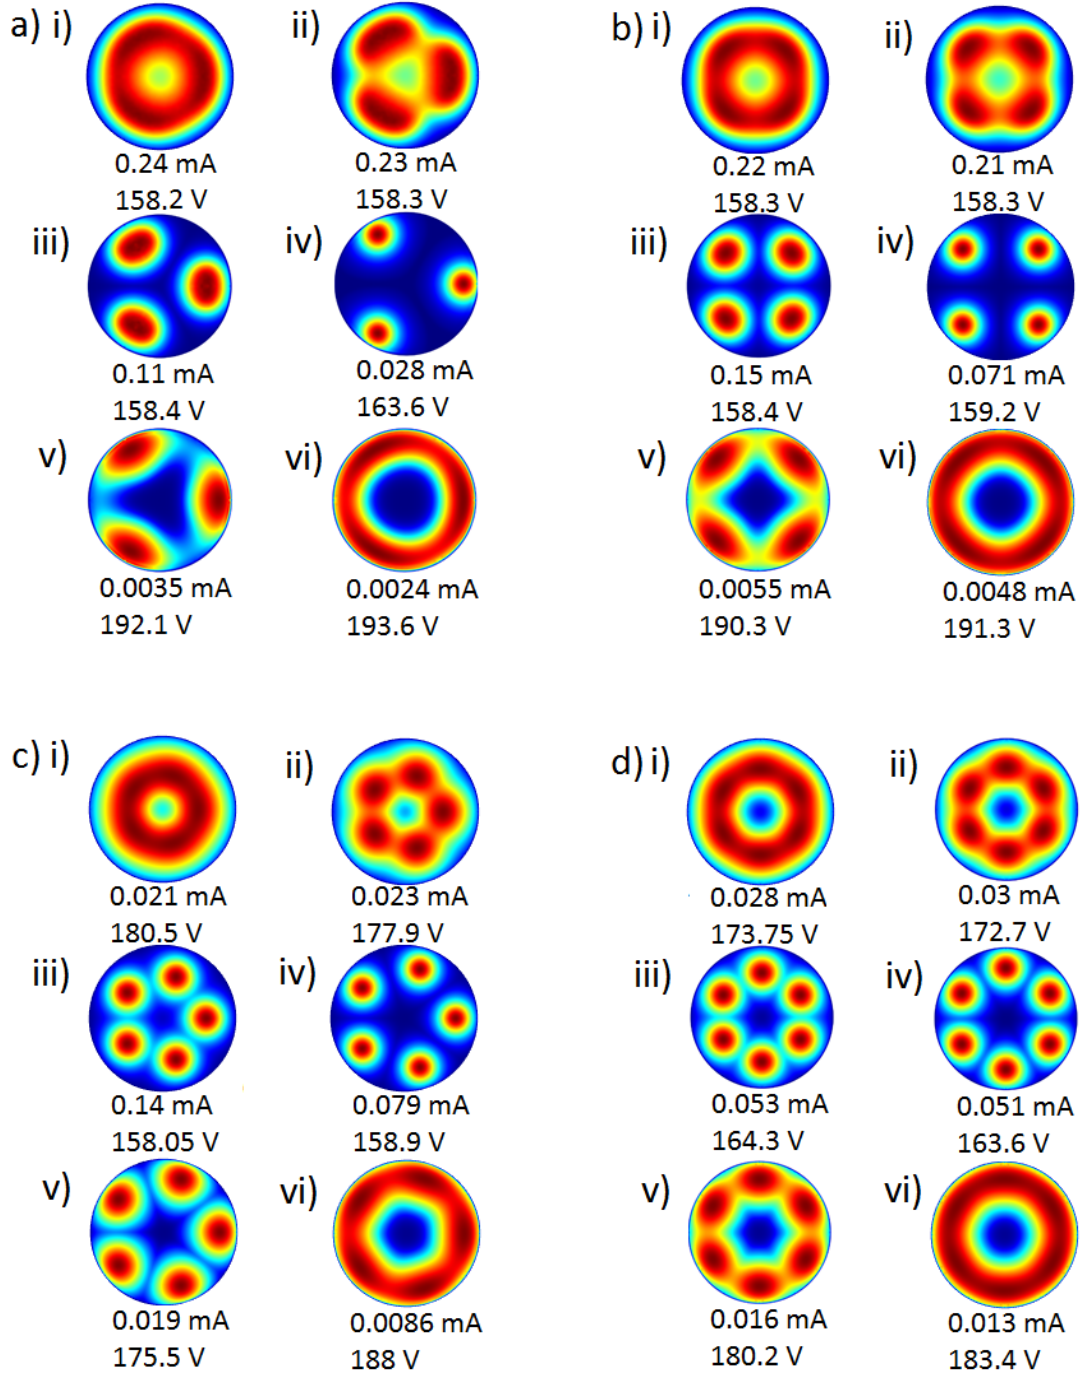 a) i)
ii)
b) i)
ii)
0.24 mA
158.2 V
0.23 mA
158.3 V
0.22 mA
158.3 V
0.21 mA
158.3 V
iii)
iv)
iii)
iv)
0.11 mA
158.4 V
0.028 mA
163.6 V
0.15 mA
158.4 V
0.071 mA
159.2 V
v)
vi)
v)
vi)
0.0035 mA
192.1 V
0.0024 mA
193.6 V
0.0055 mA
190.3 V
0.0048 mA
191.3 V
c) i)
ii)
d) i)
ii)
0.021 mA
180.5 V
0.023 mA
177.9 V
0.028 mA
173.75 V
0.03 mA
172.7 V
iii)
iv)
iii)
iv)
0.14 mA
158.05 V
0.079 mA
158.9 V
0.053 mA
164.3 V
0.051 mA
163.6 V
v)
vi)
v)
vi)
0.019 mA
175.5 V
0.0086 mA
188 V
0.016 mA
180.2 V
0.013 mA
183.4 V